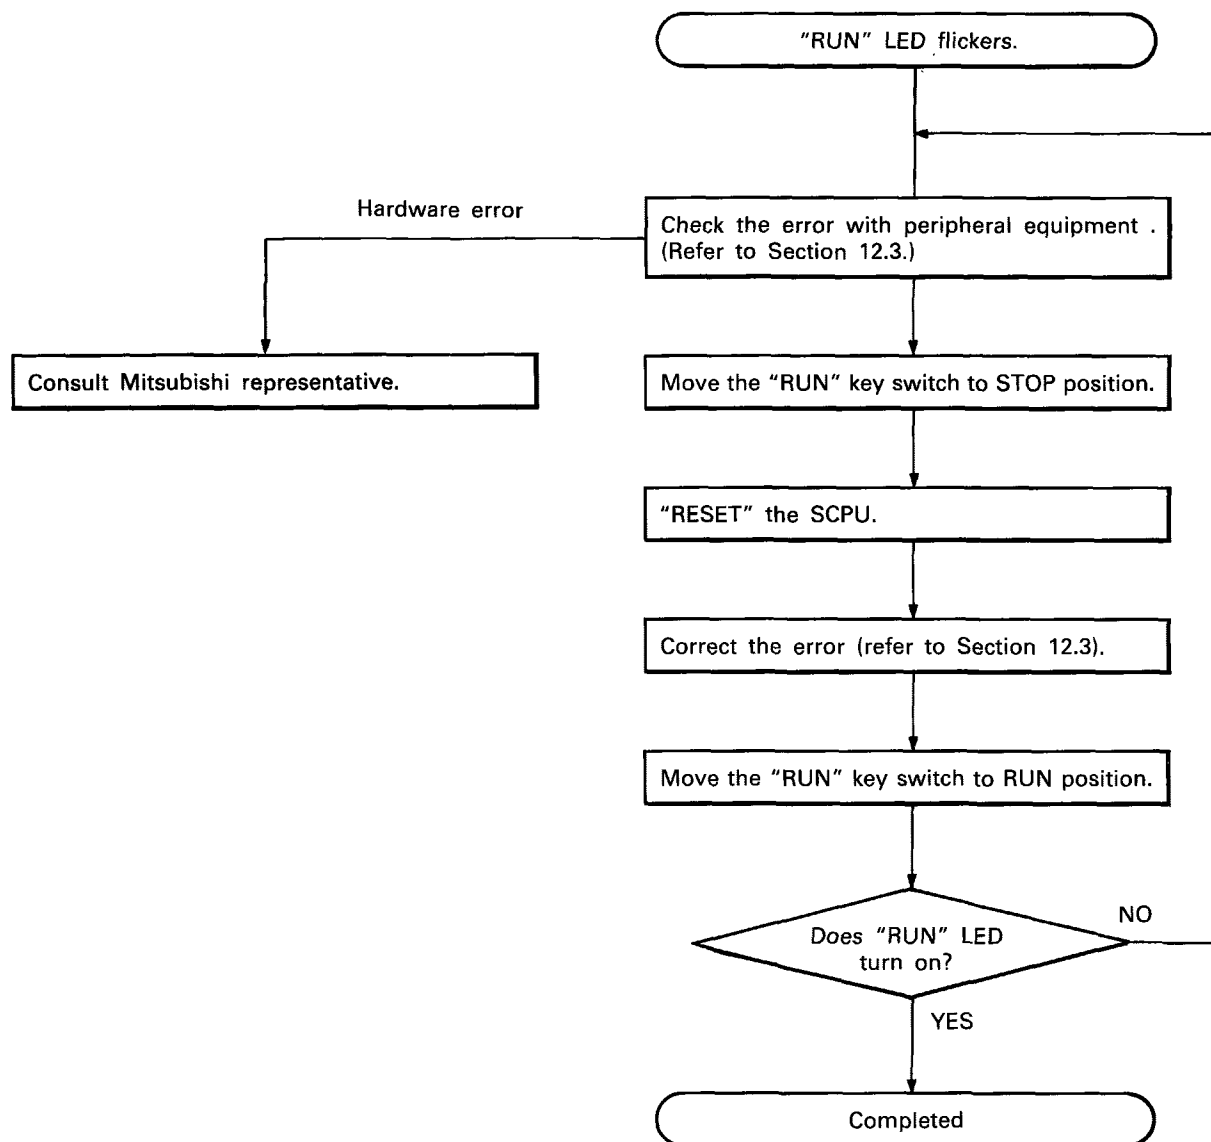 “RUN” LED flickers.
Hardware error
Check the error with peripheral equipment .
(Refer to Section 12.3.)
Consult Mitsubishi representative.
Move the “RUN” key switch to STOP position.
“RESET” the SCPU.
Correct the error (refer to Section 12.3).
Move the “RUN” key switch to RUN position.
Does “RUN” LED
turn on?
NO
YES
Completed